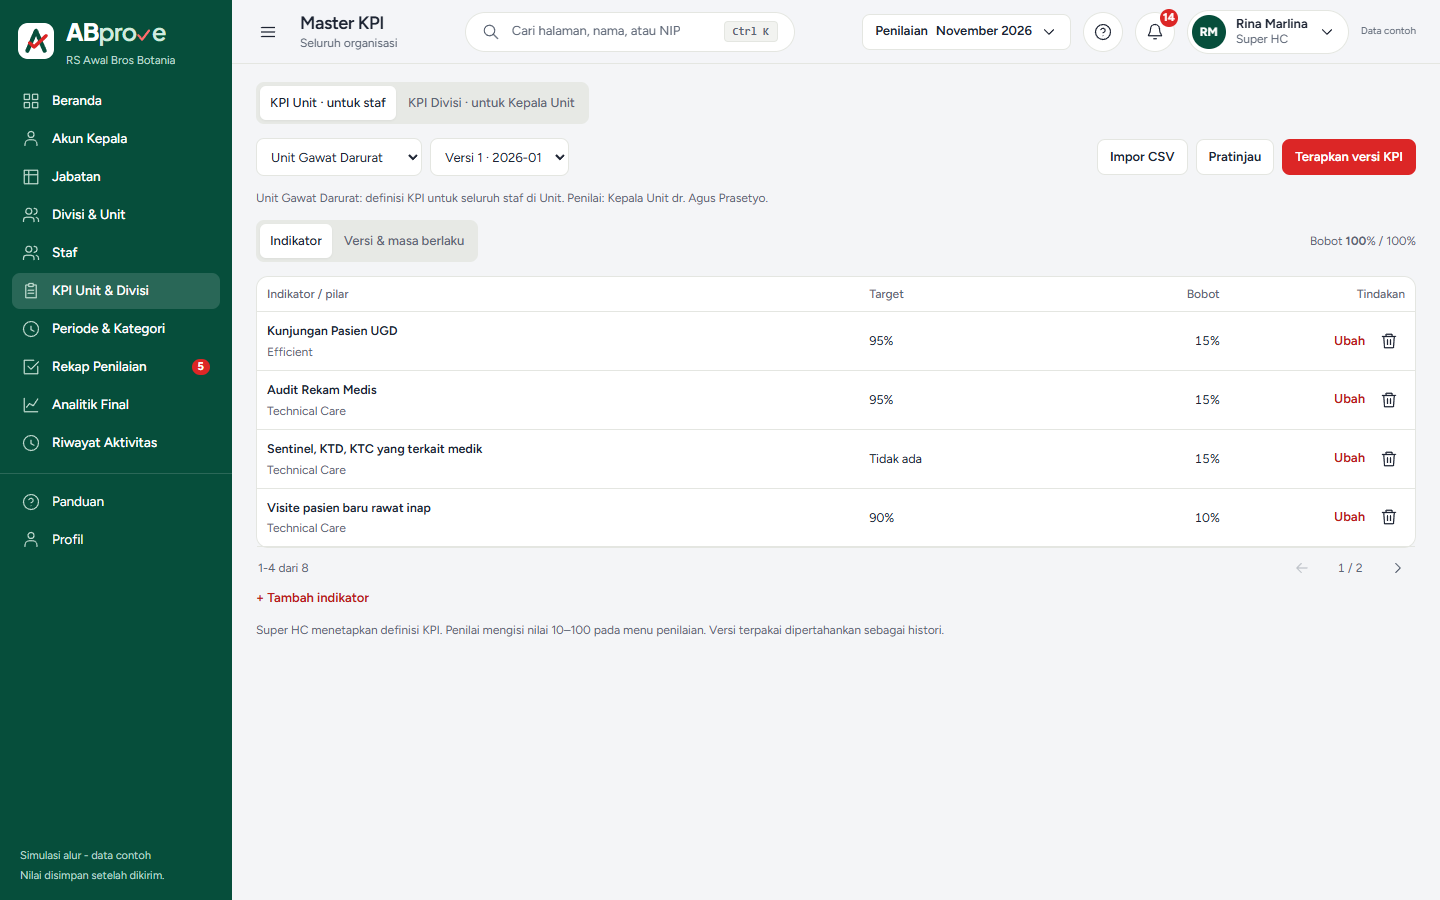 ABprove
RS Awal Bros Botania
Beranda
Akun Kepala
Jabatan
Divisi & Unit
Staf
KPI Unit & Divisi
Periode & Kategori
Rekap Penilaian 5
Analitik Final
Riwayat Aktivitas
Panduan
Profil
Simulasi alur - data contoh
Nilai disimpan setelah dikirim.
Master KPI
Seluruh organisasi
Cari halaman, nama, atau NIP Ctrl K
Penilaian November 2026
14
RM
Rina Marlina
Super HC
Data contoh
KPI Unit · untuk staf
KPI Divisi · untuk Kepala Unit
Unit Gawat Darurat
Versi 1 · 2026-01
Impor CSV
Pratinjau
Terapkan versi KPI
Unit Gawat Darurat: definisi KPI untuk seluruh staf di Unit. Penilai: Kepala Unit dr. Agus Prasetyo.
Indikator
Versi & masa berlaku
Bobot 100% / 100%
Indikator / pilar Target Bobot Tindakan
Kunjungan Pasien UGD
Efficient
95% 15% Ubah
Audit Rekam Medis
Technical Care
95% 15% Ubah
Sentinel, KTD, KTC yang terkait medik
Technical Care
Tidak ada 15% Ubah
Visite pasien baru rawat inap
Technical Care
90% 10% Ubah
1-4 dari 8
1 / 2
+ Tambah indikator
Super HC menetapkan definisi KPI. Penilai mengisi nilai 10–100 pada menu penilaian. Versi terpakai dipertahankan sebagai histori.